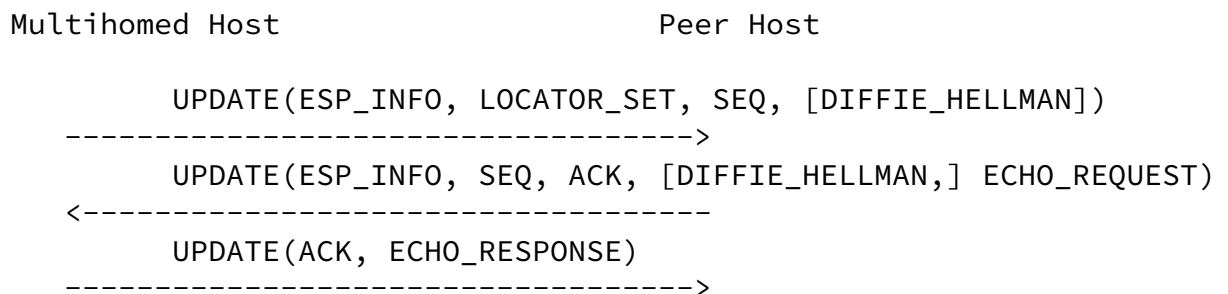 Multihomed Host                         Peer Host
UPDATE(ESP_INFO, LOCATOR_SET, SEQ, [DIFFIE_HELLMAN])
----------------------------------->
UPDATE(ESP_INFO, SEQ, ACK, [DIFFIE_HELLMAN,] ECHO_REQUEST)
<-----------------------------------
UPDATE(ACK, ECHO_RESPONSE)
----------------------------------->